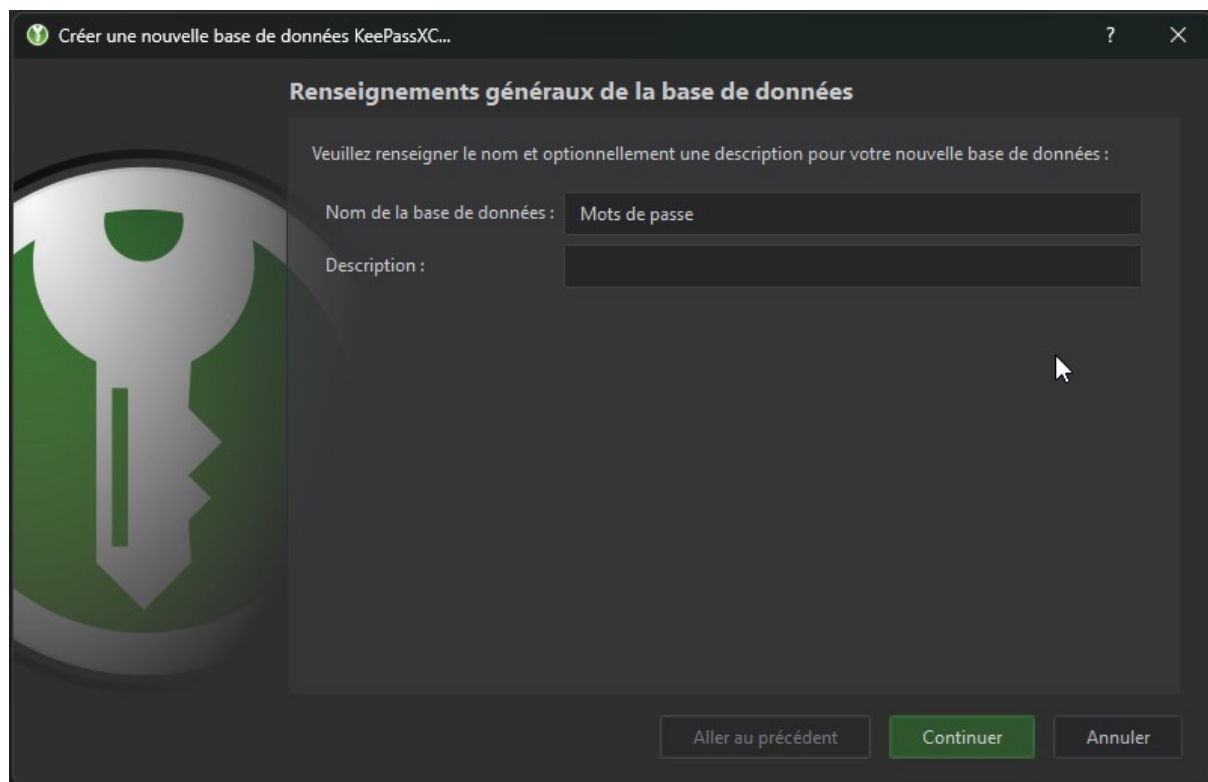 Créer une nouvelle base de données KeePassXC...
?
Renseignements généraux de la base de données
Veuillez renseigner le nom et optionnellement une description pour votre nouvelle base de données :
Nom de la base de données : Mots de passe
Description :
Aller au précédent
Continuer
Annuler